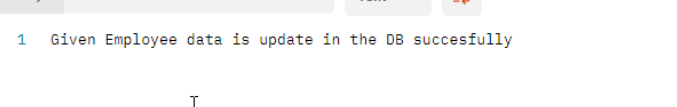 1 Given Employee data is update in the DB succesfully